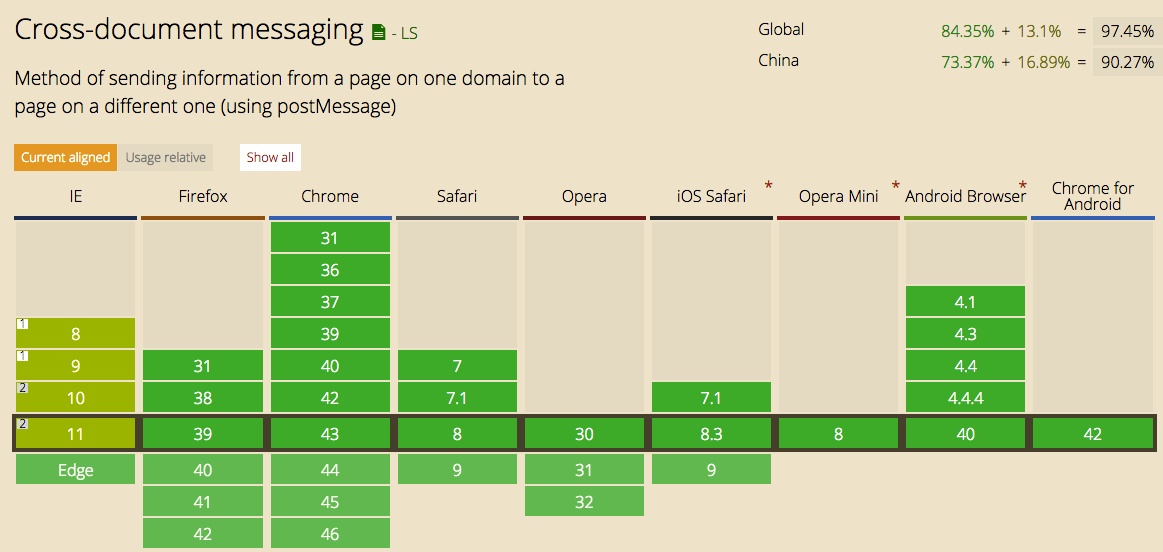 Cross-document messaging - LS
Global 84.35% + 13.1% = 97.45%
China 73.37% + 16.89% = 90.27%
Method of sending information from a page on one domain to a
page on a different one (using postMessage)
Current aligned Usage relative Show all
IE Firefox Chrome Safari Opera iOS Safari * Opera Mini * Android Browser * Chrome for
Android
31
36
37 4.1
1 8 39 4.3
1 9 31 40 7 4.4
2 10 38 42 7.1 7.1 4.4.4
2 11 39 43 8 30 8.3 8 40 42
Edge 40 44 9 31 9
41 45 32
42 46